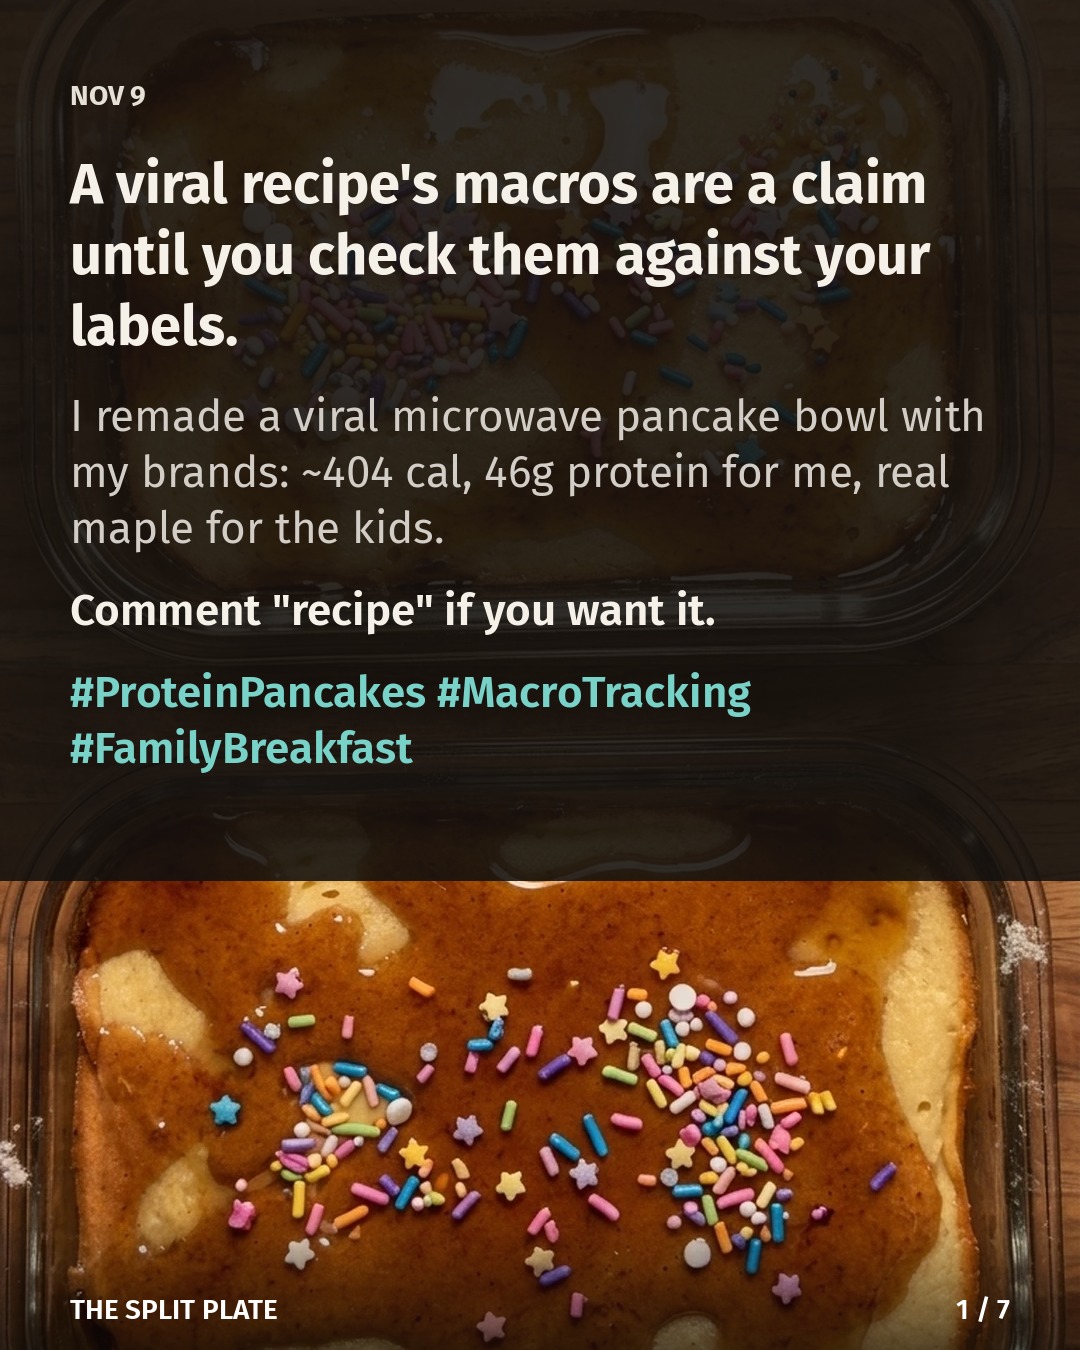 NOV 9
A viral recipe's macros are a claim
until you check them against your
labels.
I remade a viral microwave pancake bowl with
my brands: ~404 cal, 46g protein for me, real
maple for the kids.
Comment "recipe" if you want it.
#ProteinPancakes #MacroTracking
#FamilyBreakfast
THE SPLIT PLATE
1 / 7